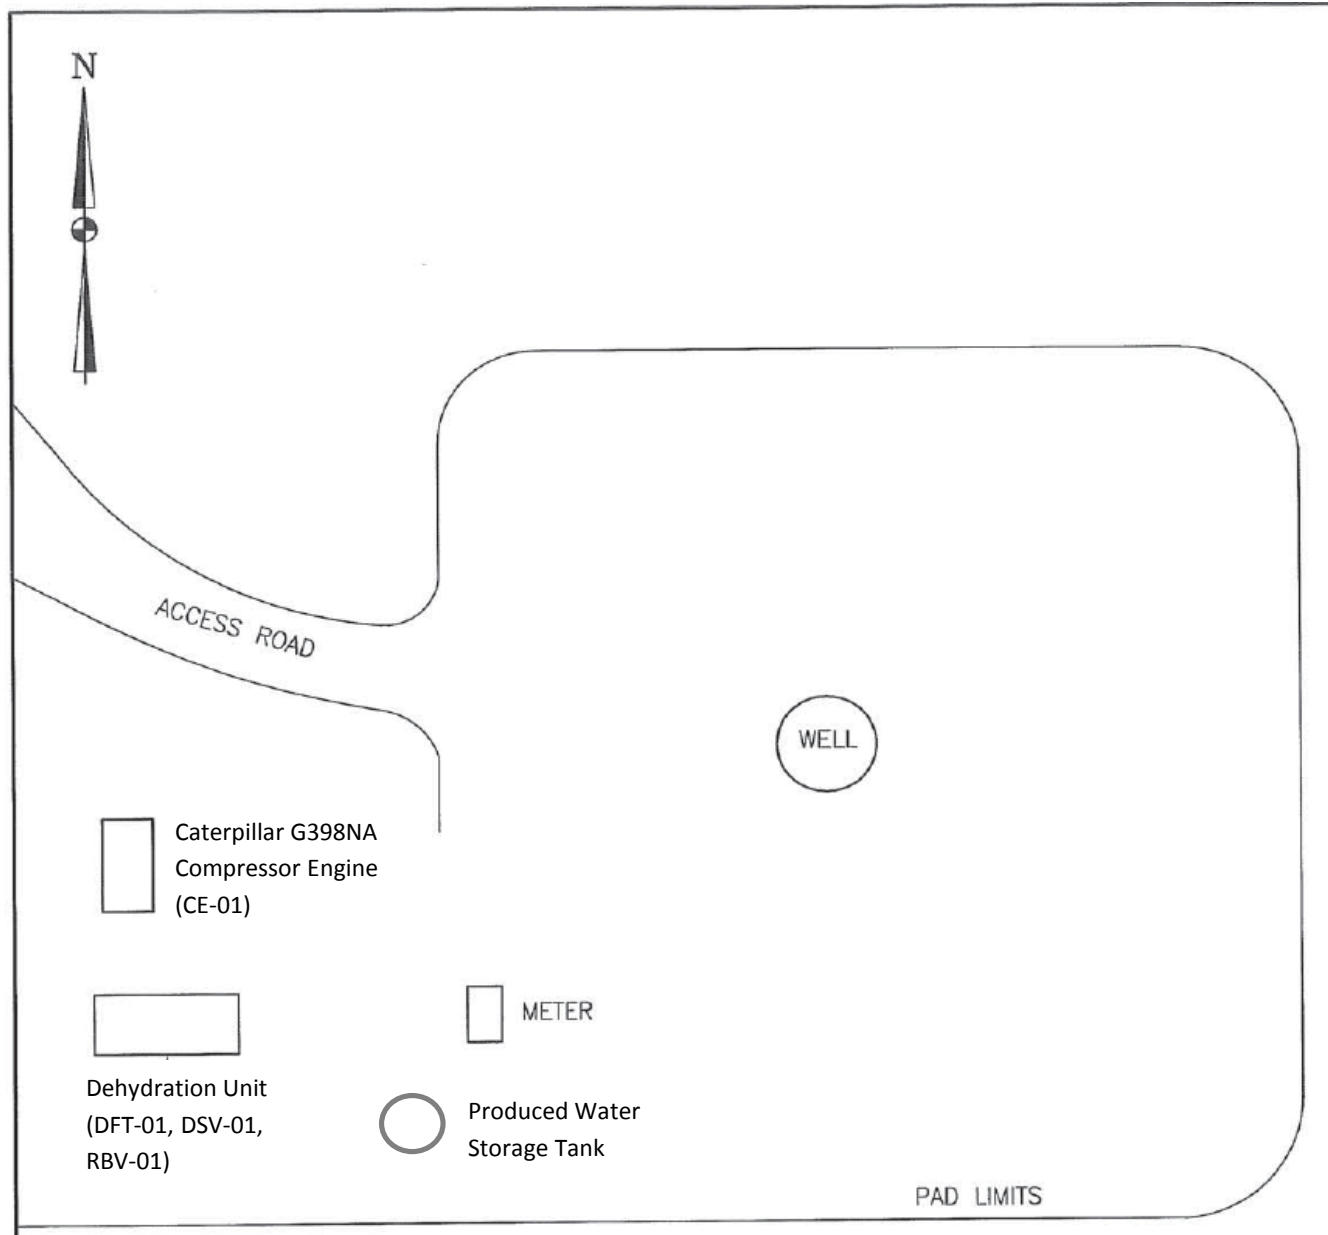 N
ACCESS ROAD
WELL
Caterpillar G398NA
Compressor Engine
(CE-01)
METER
Dehydration Unit
(DFT-01, DSV-01,
RBV-01)
Produced Water
Storage Tank
PAD LIMITS